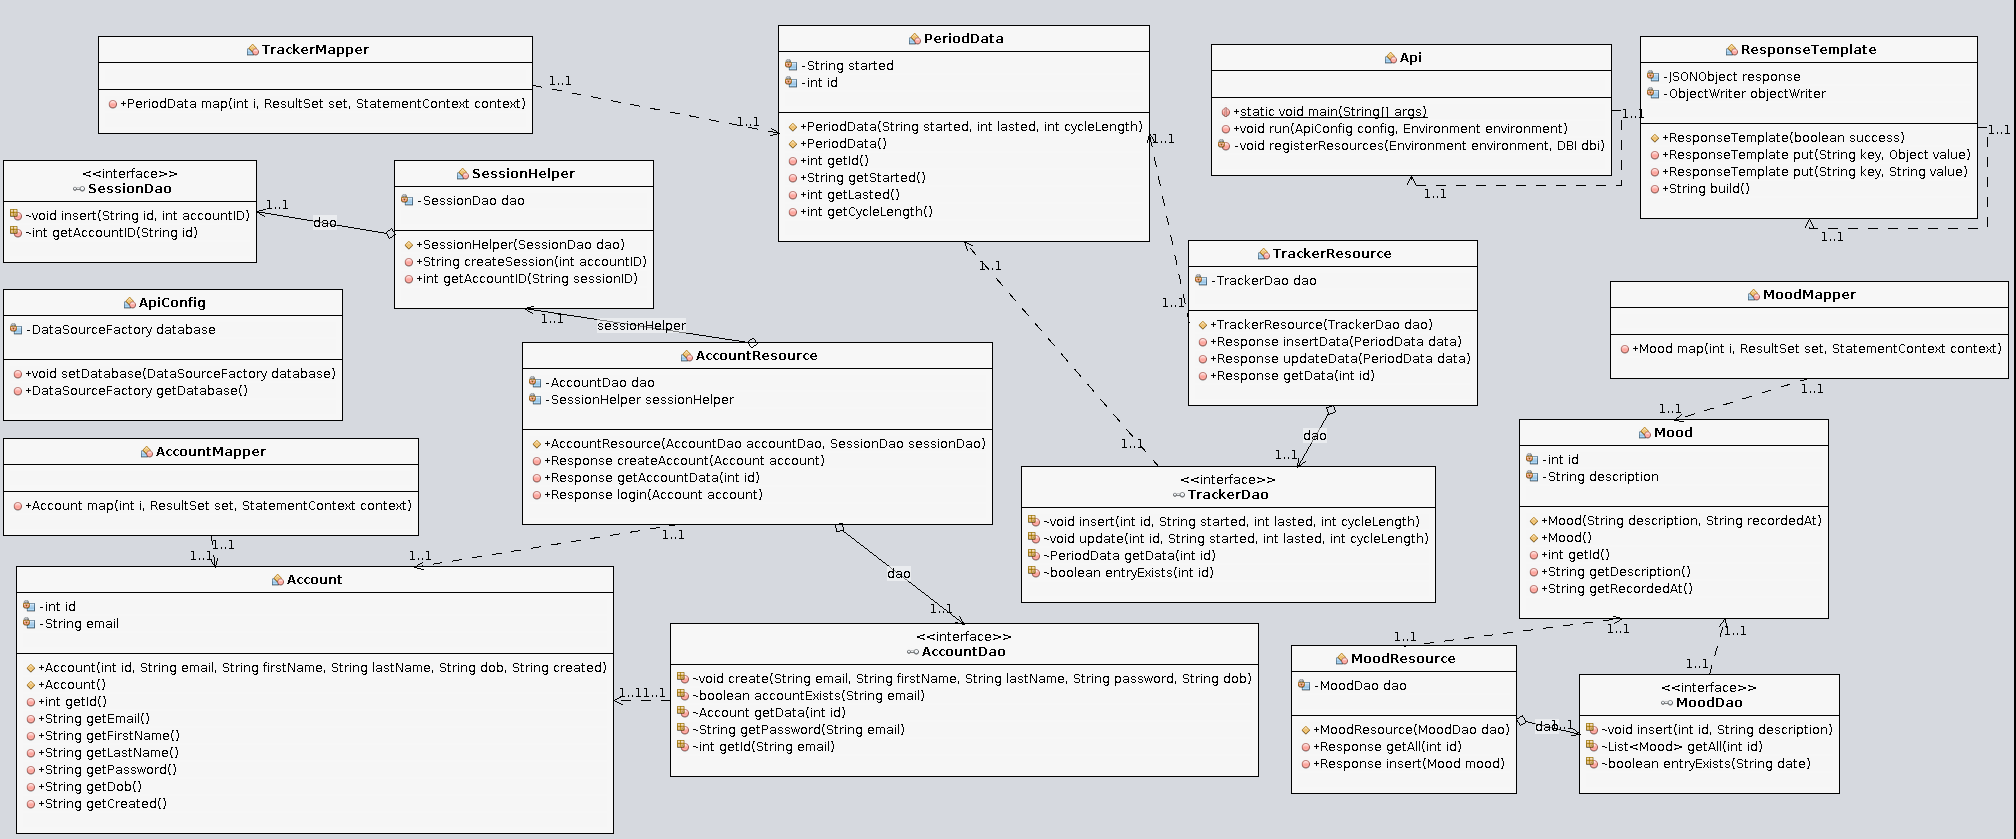 TrackerMapper
+PeriodData map(int i, ResultSet set, StatementContext context)
1..1
1..1
PeriodData
-String started
-int id
+PeriodData(String started, int lasted, int cycleLength)
+PeriodData()
+int getId()
+String getStarted()
+int getLasted()
+int getCycleLength()
1..1
1..1
Api
+static void main(String[] args)
+void run(ApiConfig config, Environment environment)
-void registerResources(Environment environment, DBI dbi)
1..1
1..1
ResponseTemplate
-JSONObject response
-ObjectWriter objectWriter
+ResponseTemplate(boolean success)
+ResponseTemplate put(String key, Object value)
+ResponseTemplate put(String key, String value)
+String build()
1..1
1..1
<<interface>>
SessionDao
~void insert(String id, int accountID)
~int getAccountID(String id)
1..1
dao
SessionHelper
-SessionDao dao
+SessionHelper(SessionDao dao)
+String createSession(int accountID)
+int getAccountID(String sessionID)
1..1
sessionHelper
TrackerResource
-TrackerDao dao
+TrackerResource(TrackerDao dao)
+Response insertData(PeriodData data)
+Response updateData(PeriodData data)
+Response getData(int id)
1..1
dao
1..1
ApiConfig
-DataSourceFactory database
+void setDatabase(DataSourceFactory database)
+DataSourceFactory getDatabase()
AccountResource
-AccountDao dao
-SessionHelper sessionHelper
+AccountResource(AccountDao accountDao, SessionDao sessionDao)
+Response createAccount(Account account)
+Response getAccountData(int id)
+Response login(Account account)
1..1
1..1
dao
1..1
MoodMapper
+Mood map(int i, ResultSet set, StatementContext context)
1..1
1..1
Mood
-int id
-String description
+Mood(String description, String recordedAt)
+Mood()
+int getId()
+String getDescription()
+String getRecordedAt()
1..1
1..1
AccountMapper
+Account map(int i, ResultSet set, StatementContext context)
1..1
1..1
1..1
<<interface>>
TrackerDao
~void insert(int id, String started, int lasted, int cycleLength)
~void update(int id, String started, int lasted, int cycleLength)
~PeriodData getData(int id)
~boolean entryExists(int id)
Account
-int id
-String email
+Account(int id, String email, String firstName, String lastName, String dob, String created)
+Account()
+int getId()
+String getEmail()
+String getFirstName()
+String getLastName()
+String getPassword()
+String getDob()
+String getCreated()
1..11..1
<<interface>>
AccountDao
~void create(String email, String firstName, String lastName, String password, String dob)
~boolean accountExists(String email)
~Account getData(int id)
~String getPassword(String email)
~int getId(String email)
1..1
MoodResource
-MoodDao dao
+MoodResource(MoodDao dao)
+Response getAll(int id)
+Response insert(Mood mood)
dao
1..1
1..1
<<interface>>
MoodDao
~void insert(int id, String description)
~List<Mood> getAll(int id)
~boolean entryExists(String date)